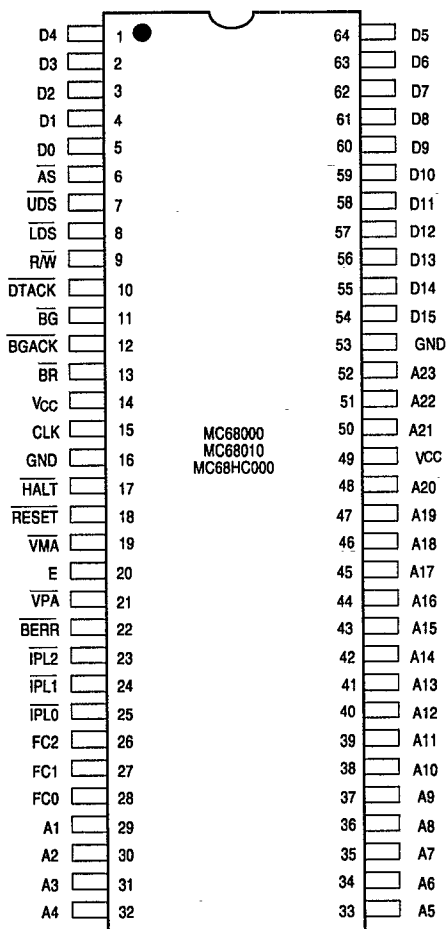 D4 1 64 D5
D3 2 63 D6
D2 3 62 D7
D1 4 61 D8
D0 5 60 D9
AS 6 59 D10
UDS 7 58 D11
LDS 8 57 D12
R/W 9 56 D13
DTACK 10 55 D14
BG 11 54 D15
BGACK 12 53 GND
BR 13 52 A23
VCC 14 51 A22
CLK 15 50 A21
MC68000
MC68010
MC68HC000
GND 16 49 VCC
HALT 17 48 A20
RESET 18 47 A19
VMA 19 46 A18
E 20 45 A17
VPA 21 44 A16
BERR 22 43 A15
IPL2 23 42 A14
IPL1 24 41 A13
IPL0 25 40 A12
FC2 26 39 A11
FC1 27 38 A10
FC0 28 37 A9
A1 29 36 A8
A2 30 35 A7
A3 31 34 A6
A4 32 33 A5